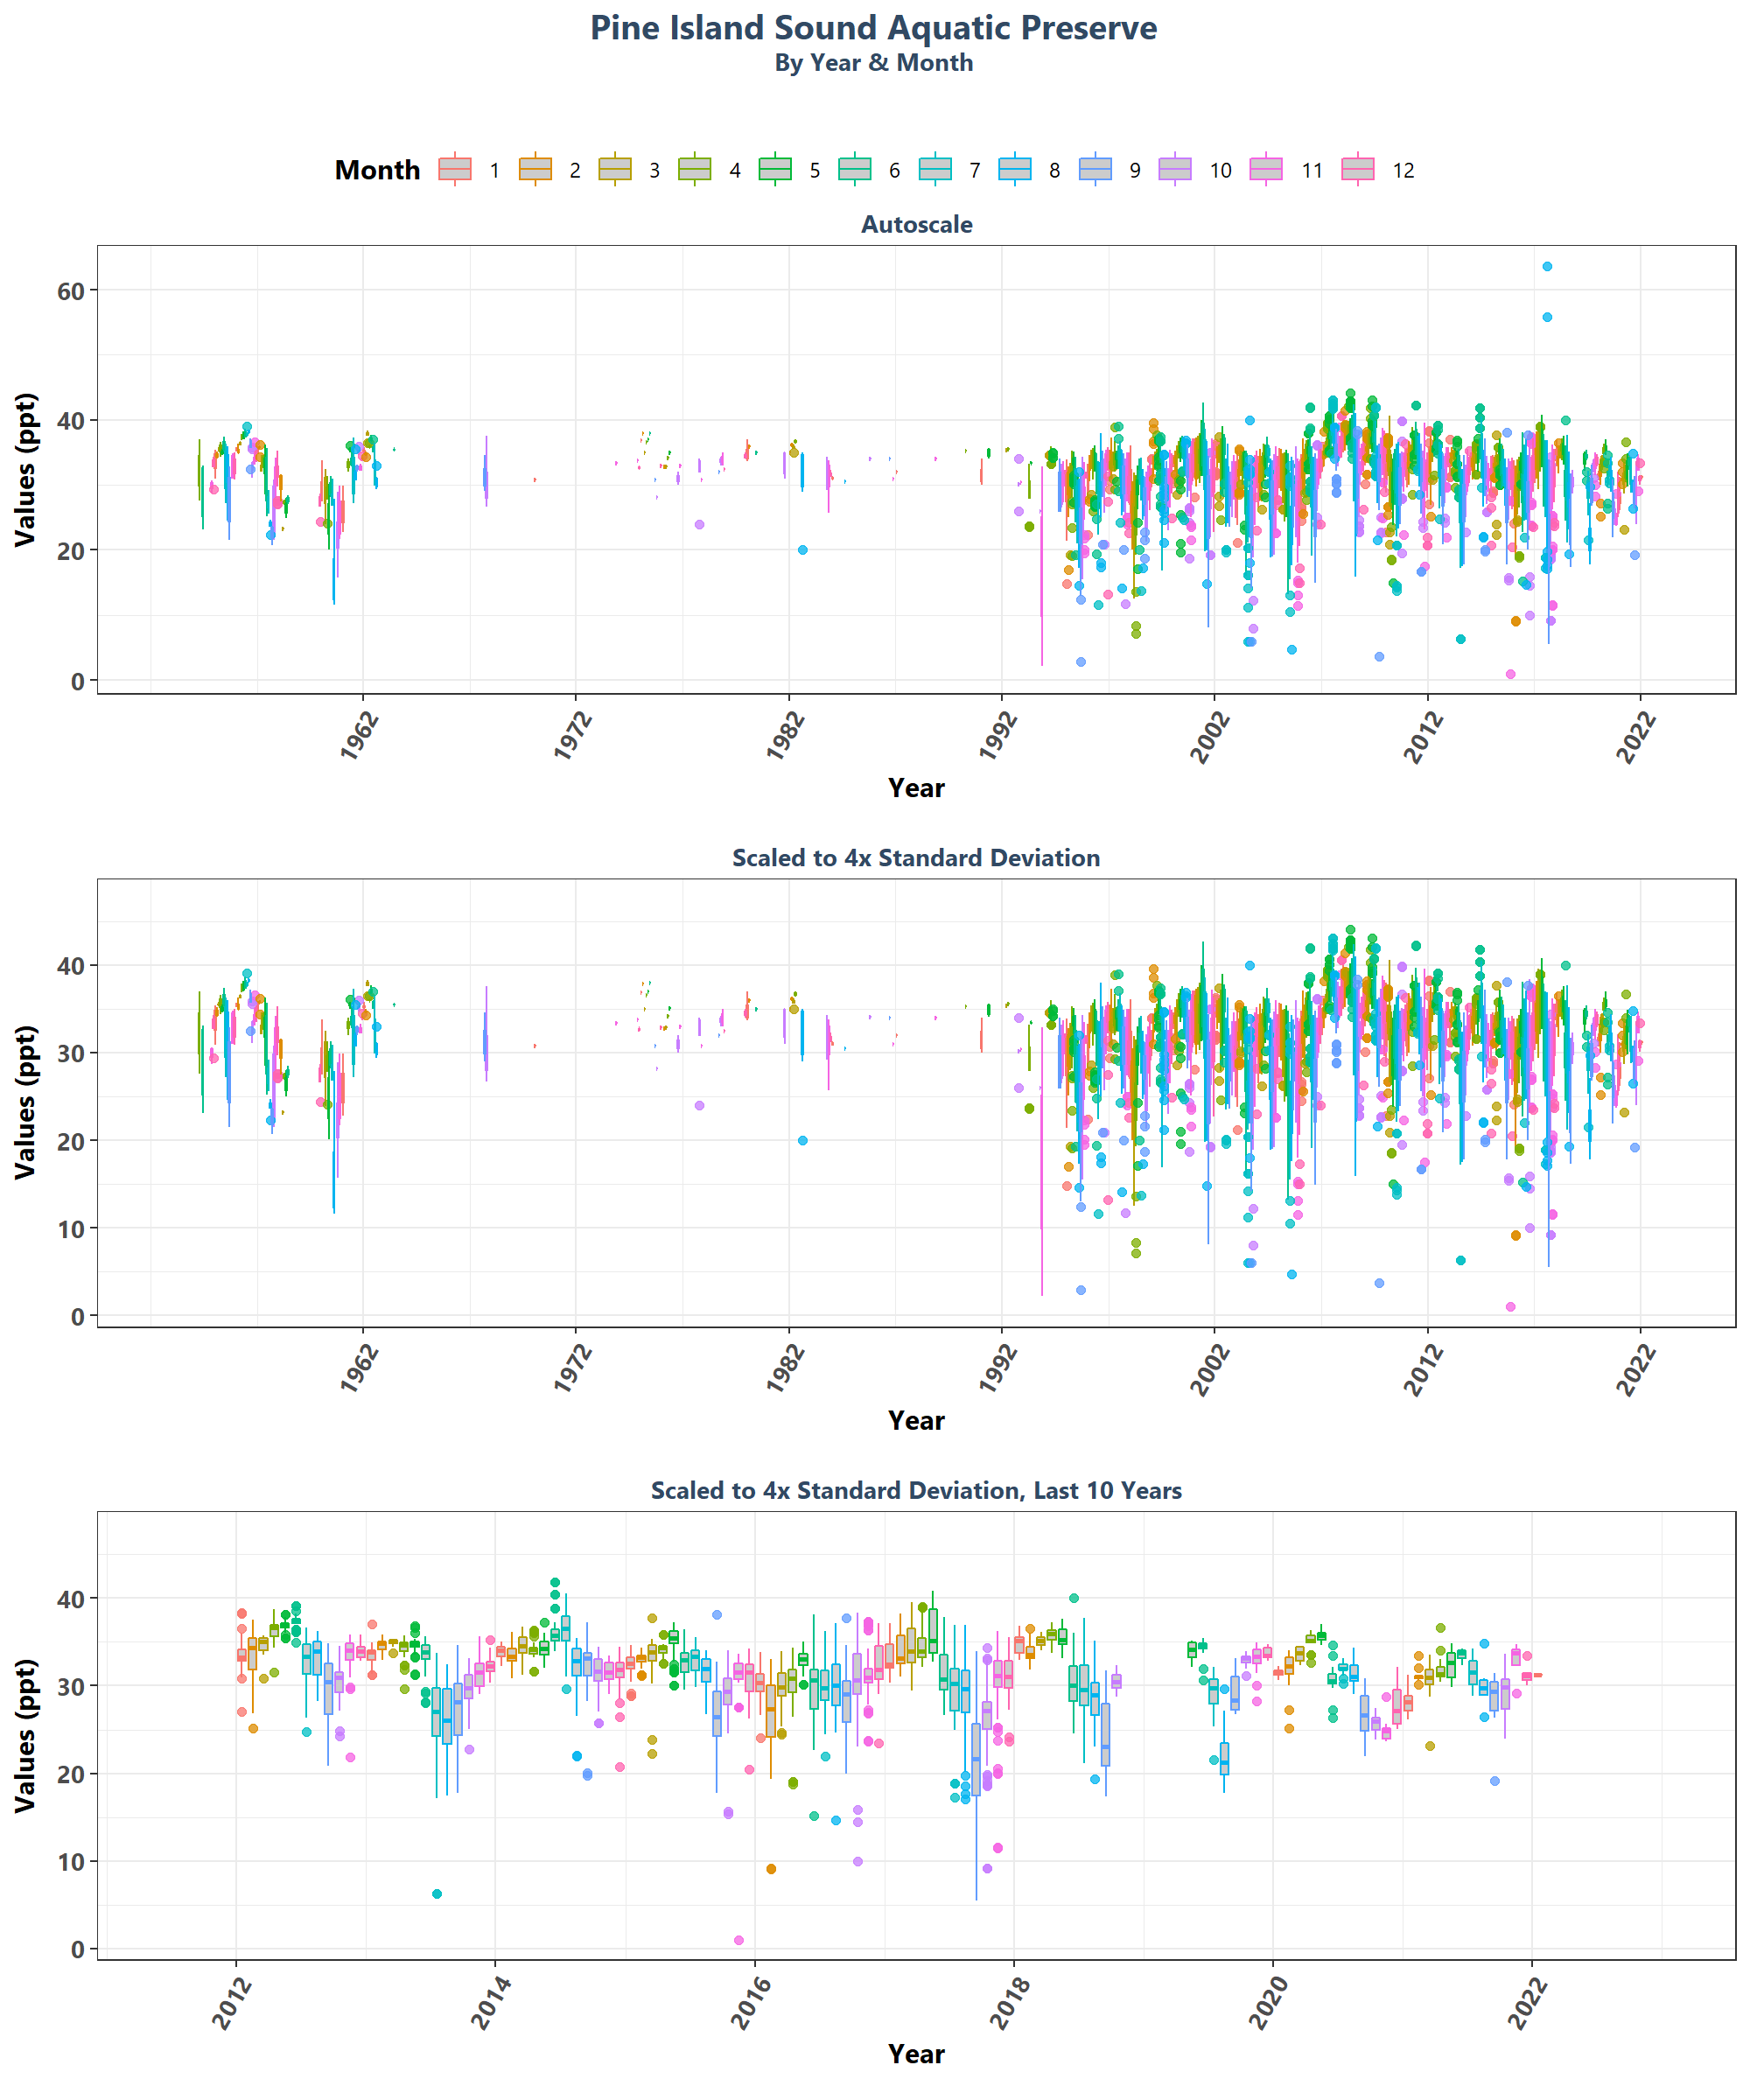 Pine Island Sound Aquatic Preserve
By Year & Month
Month 1 2 3 4 5 6 7 8 9 10 11 12
Autoscale
Values (ppt)
60
40
20
0
1962 1972 1982 1992 2002 2012 2022
Year
Scaled to 4x Standard Deviation
Values (ppt)
40
30
20
10
0
1962 1972 1982 1992 2002 2012 2022
Year
Scaled to 4x Standard Deviation, Last 10 Years
Values (ppt)
40
30
20
10
0
2012 2014 2016 2018 2020 2022
Year